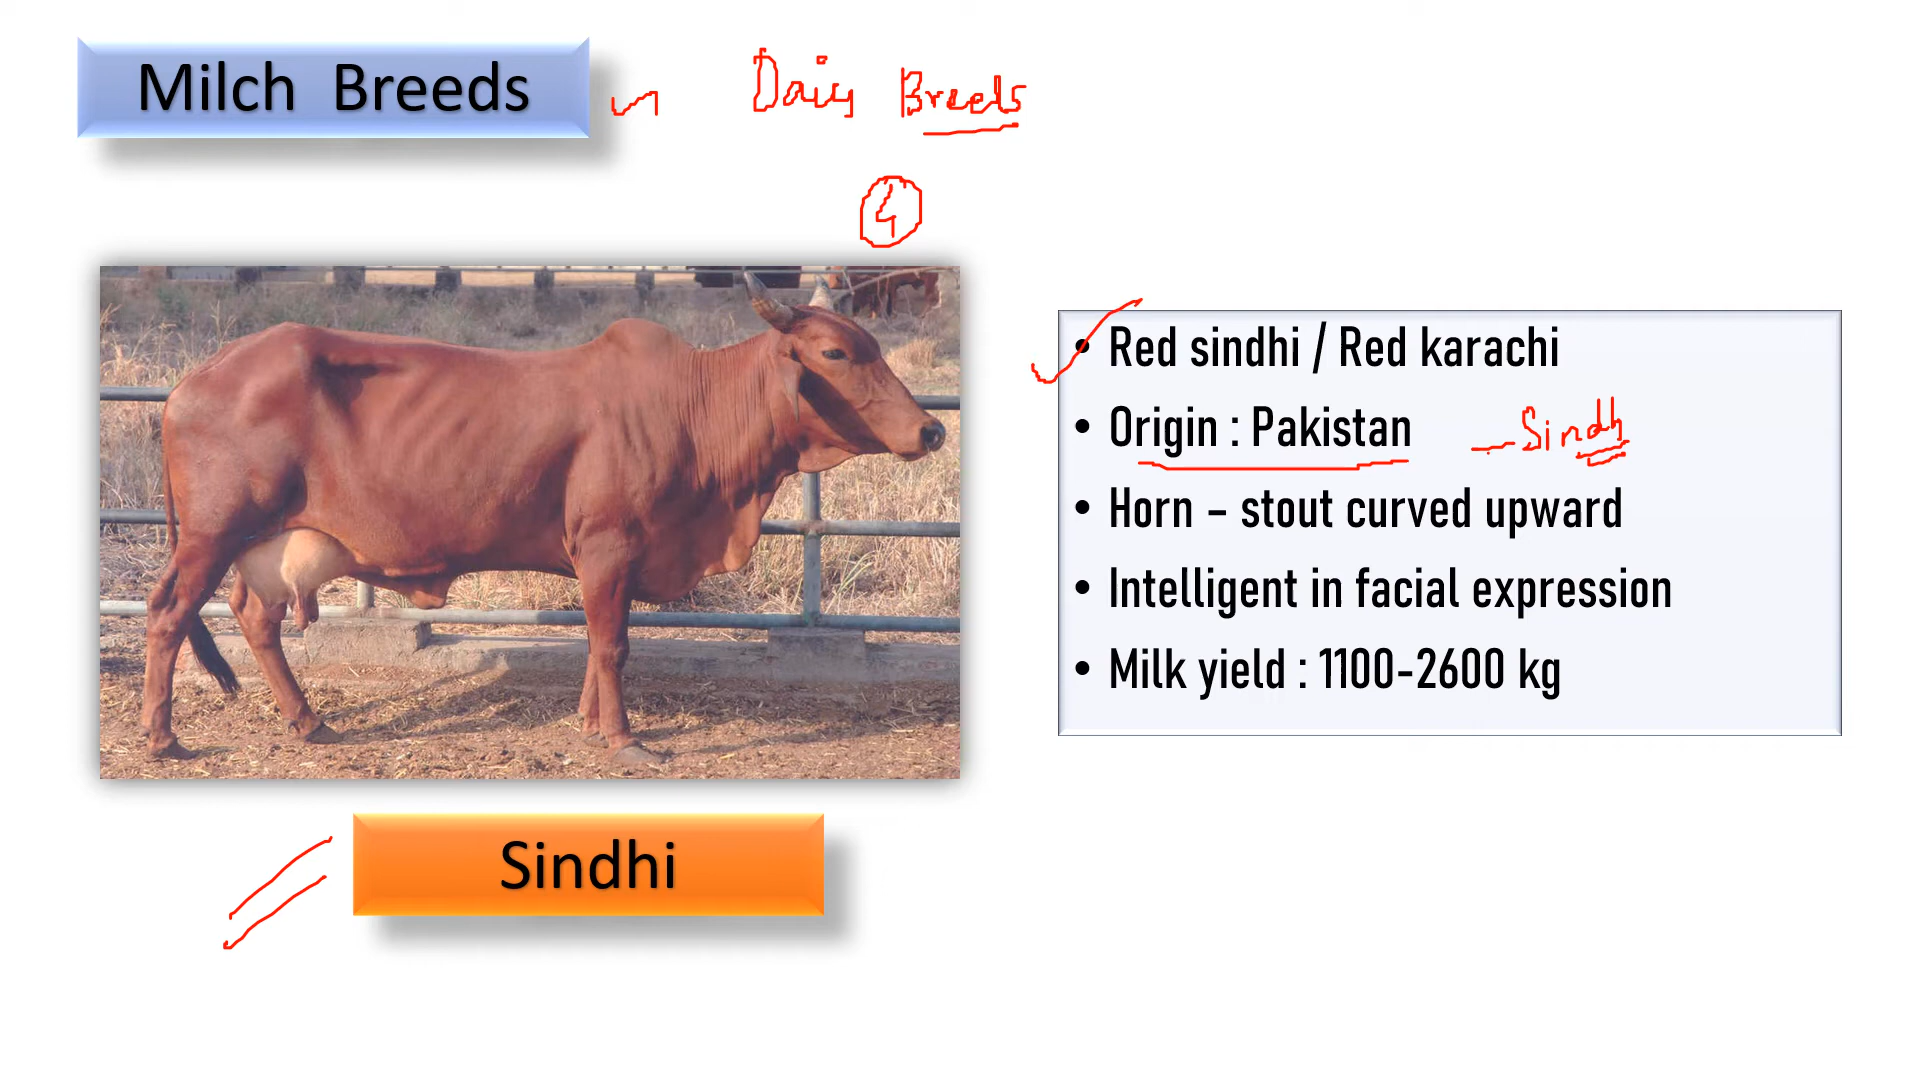 Milch Breeds
Dairy Breeds
4
• Red sindhi / Red karachi
• Origin : Pakistan — Sindh
• Horn – stout curved upward
• Intelligent in facial expression
• Milk yield : 1100-2600 kg
Sindhi